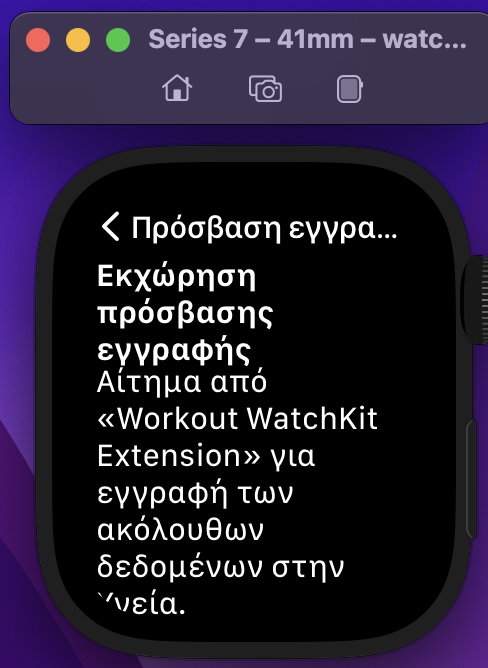 Series 7 – 41mm – watc...
Πρόσβαση εγγρα...
Εκχώρηση
πρόσβασης
εγγραφής
Αίτημα από
«Workout WatchKit
Extension» για
εγγραφή των
ακόλουθων
δεδομένων στην